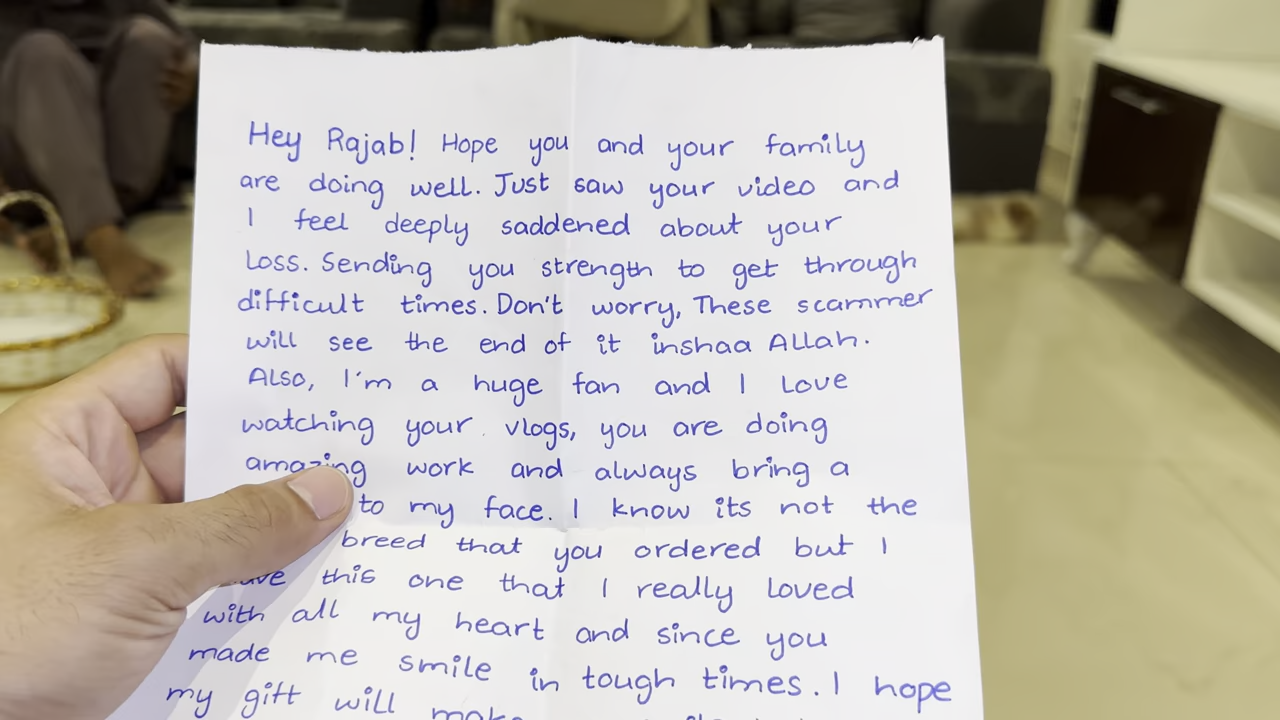 Hey Rajab! Hope you and your family
are doing well. Just saw your video and
I feel deeply saddened about your
Loss. Sending you strength to get through
difficult times. Don't worry, These scammer
will see the end of it inshaa Allah.
Also, I'm a huge fan and I Love
watching your vlogs, you are doing
amazing work and always bring a
to my face. I know its not the
breed that you ordered but I
this one that I really loved
with all my heart and since you
made me smile in tough times. I hope
my gift will make